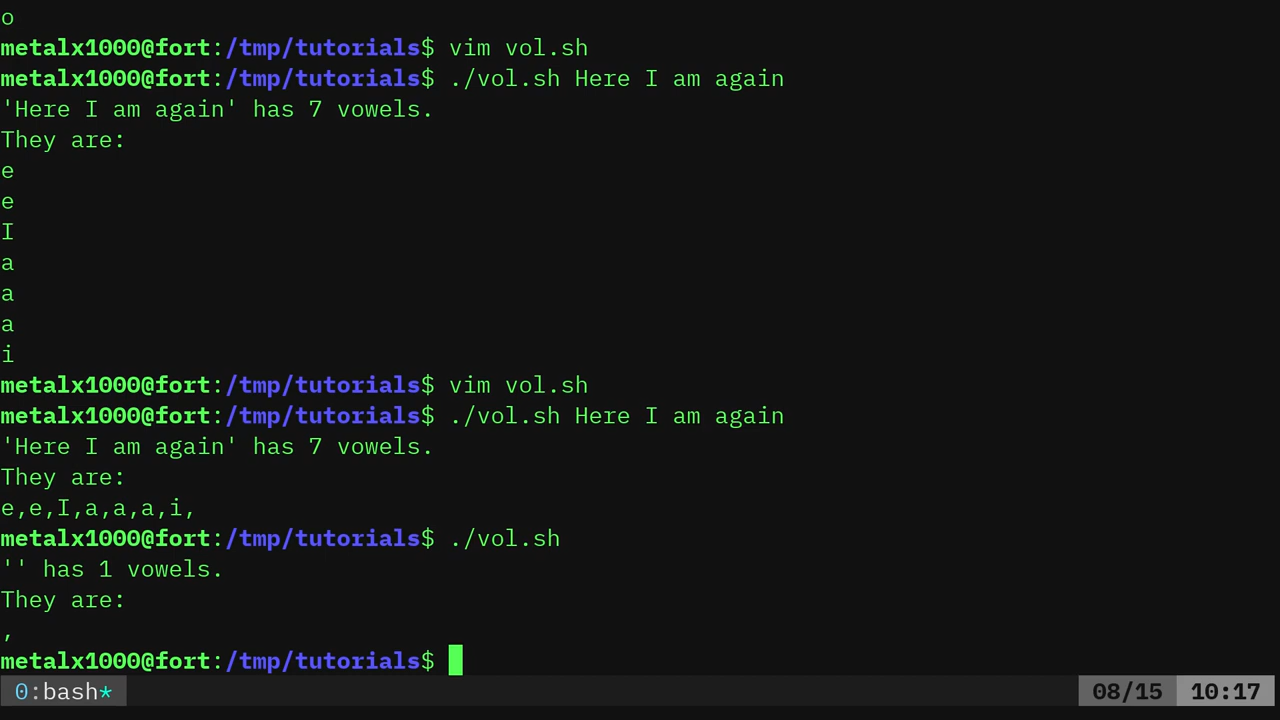 o
metalx1000@fort:/tmp/tutorials$ vim vol.sh
metalx1000@fort:/tmp/tutorials$ ./vol.sh Here I am again
'Here I am again' has 7 vowels.
They are:
e
e
I
a
a
a
i
metalx1000@fort:/tmp/tutorials$ vim vol.sh
metalx1000@fort:/tmp/tutorials$ ./vol.sh Here I am again
'Here I am again' has 7 vowels.
They are:
e,e,I,a,a,a,i,
metalx1000@fort:/tmp/tutorials$ ./vol.sh
'' has 1 vowels.
They are:
,
metalx1000@fort:/tmp/tutorials$
0:bash* 08/15 10:17